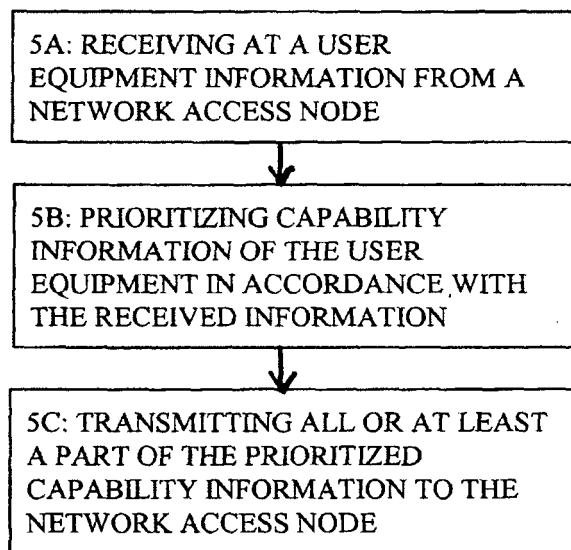 5A: RECEIVING AT A USER
EQUIPMENT INFORMATION FROM A
NETWORK ACCESS NODE
5B: PRIORITIZING CAPABILITY
INFORMATION OF THE USER
EQUIPMENT IN ACCORDANCE WITH
THE RECEIVED INFORMATION
5C: TRANSMITTING ALL OR AT LEAST
A PART OF THE PRIORITIZED
CAPABILITY INFORMATION TO THE
NETWORK ACCESS NODE